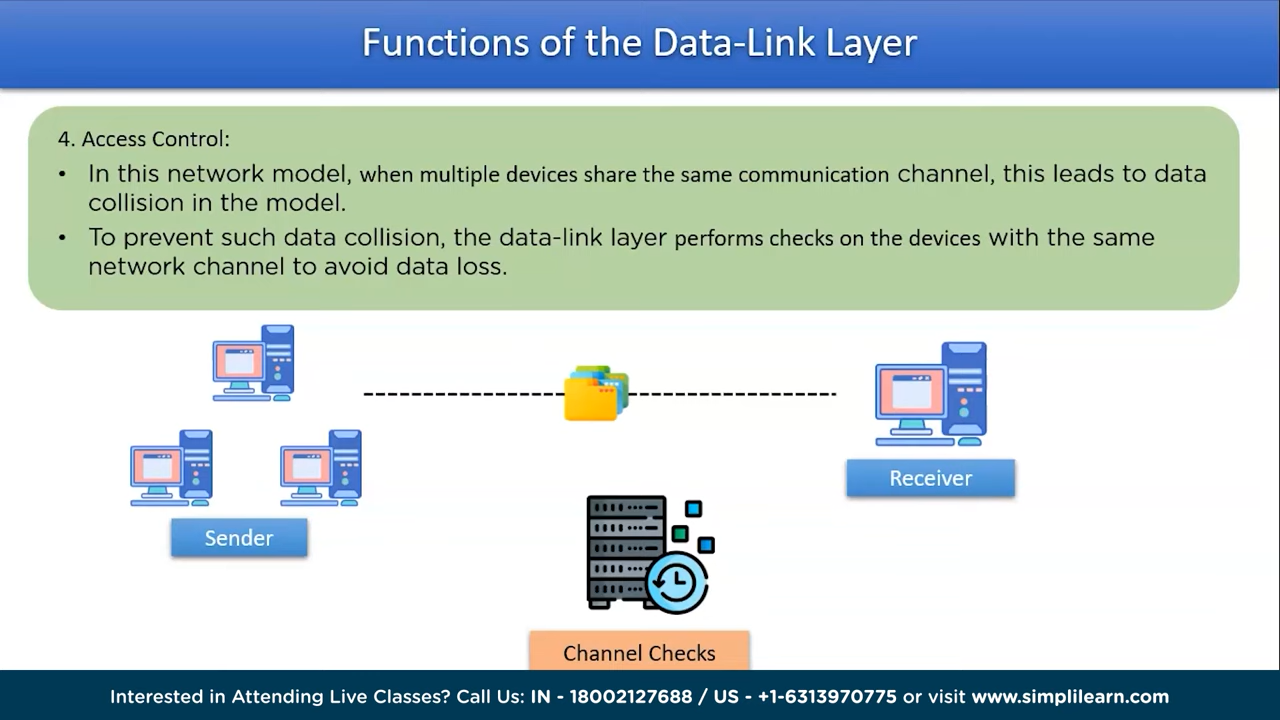 Functions of the Data-Link Layer
4. Access Control:
• In this network model, when multiple devices share the same communication channel, this leads to data
collision in the model.
• To prevent such data collision, the data-link layer performs checks on the devices with the same
network channel to avoid data loss.
Receiver
Sender
Channel Checks
Interested in Attending Live Classes? Call Us: IN - 18002127688 / US - +1-6313970775 or visit www.simplilearn.com